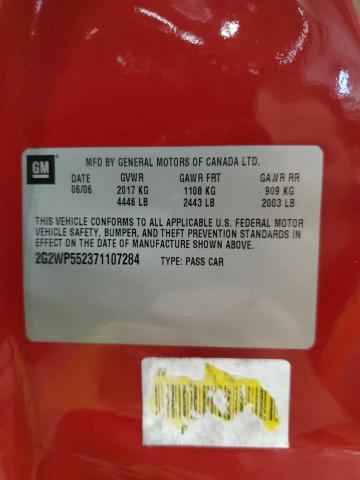 GM MFD BY GENERAL MOTORS OF CANADA LTD.
DATE GVWR GAWR FRT GAWR RR
06/06 2017 KG 1108 KG 909 KG
4446 LB 2443 LB 2003 LB
THIS VEHICLE CONFORMS TO ALL APPLICABLE U.S. FEDERAL MOTOR
VEHICLE SAFETY, BUMPER, AND THEFT PREVENTION STANDARDS IN
EFFECT ON THE DATE OF MANUFACTURE SHOWN ABOVE.
2G2WP552371107284 TYPE: PASS CAR